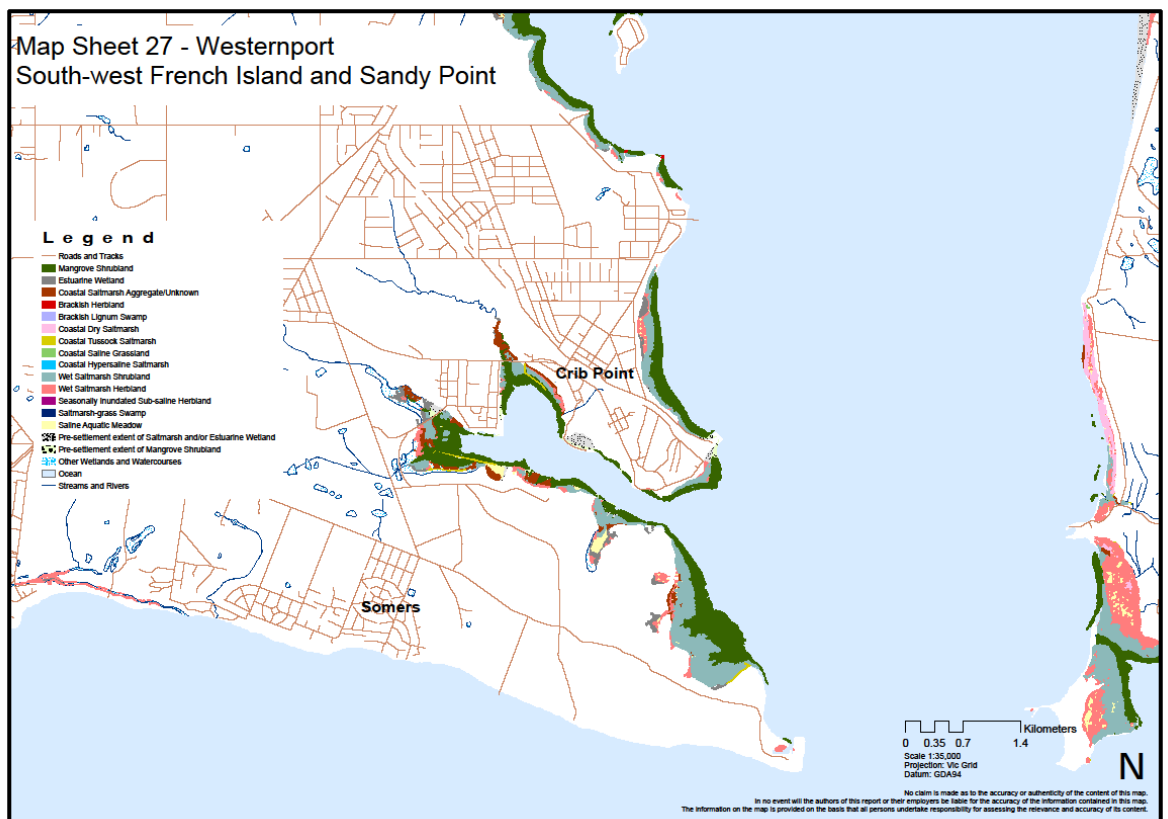 Map Sheet 27 - Westernport
South-west French Island and Sandy Point
Legend
Roads and Tracks
Mangrove Shrubland
Estuarine Wetland
Coastal Saltmarsh Aggregate/Unknown
Brackish Herbland
Brackish Lignum Swamp
Coastal Dry Saltmarsh
Coastal Tussock Saltmarsh
Coastal Saline Grassland
Coastal Hypersaline Saltmarsh
Wet Saltmarsh Shrubland
Wet Saltmarsh Herbland
Seasonally Inundated Sub-saline Herbland
Saltmarsh-grass Swamp
Saline Aquatic Meadow
Pre-settlement extent of Saltmarsh and/or Estuarine Wetland
Pre-settlement extent of Mangrove Shrubland
Other Wetlands and Watercourses
Ocean
Streams and Rivers
Crib Point
Somers
Kilometers
0 0.35 0.7 1.4
Scale 1:35,000
Projection: Vic Grid
Datum: GDA94
N
No claim is made as to the accuracy or authenticity of the content of this map.
In no event will the authors of this report or their employers be liable for the accuracy of the information contained in this map.
The information on the map is provided on the basis that all persons undertake responsibility for assessing the relevance and accuracy of its content.